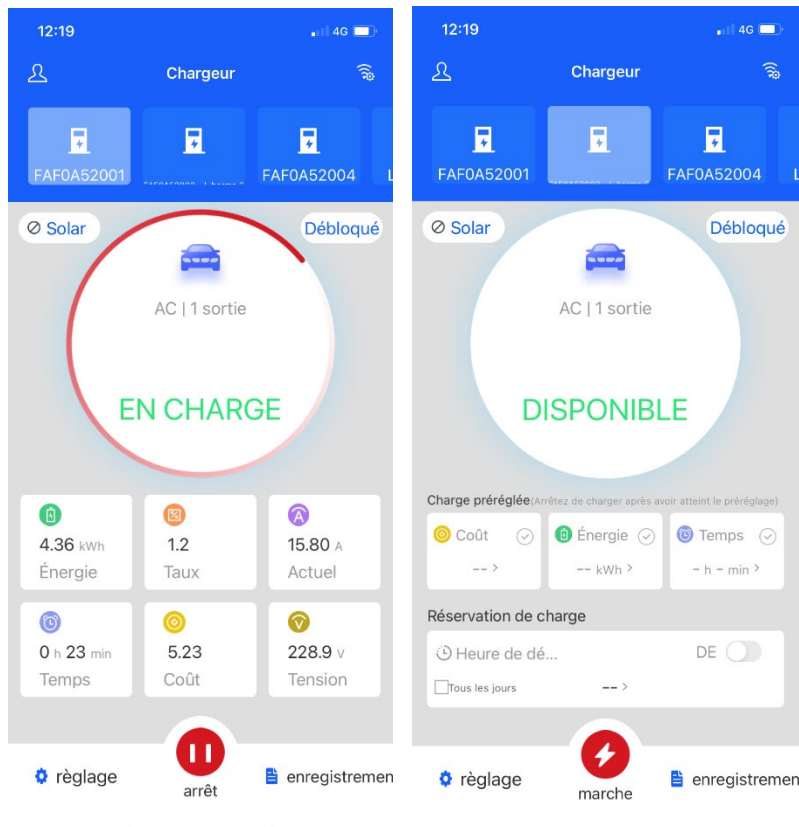 12:19
4G
Chargeur
FAF0A52001
FAF0A52004
L
Solar
Débloqué
AC | 1 sortie
EN CHARGE
4.36 kWh
1.2
15.80 A
Énergie
Taux
Actuel
0 h 23 min
5.23
228.9 V
Temps
Coût
Tension
règlage
arrêt
enregistremen
12:19
4G
Chargeur
FAF0A52001
FAF0A52004
L
Solar
Débloqué
AC | 1 sortie
DISPONIBLE
Charge préréglée(Arrêtez de charger après avoir atteint le préréglage)
Coût
Énergie
Temps
-- >
-- kWh >
- h - min >
Réservation de charge
Heure de dé...
DE
Tous les jours
-- >
règlage
marche
enregistremen